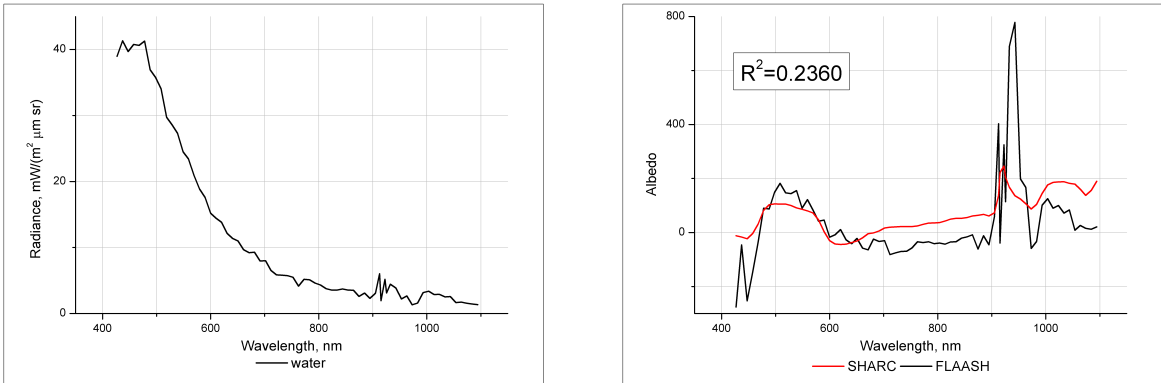 Radiance, mW/(m² μm sr)
40
20
0
400
600
800
1000
Wavelength, nm
water
Albedo
800
400
0
R²=0.2360
400
600
800
1000
Wavelength, nm
SHARC
FLAASH